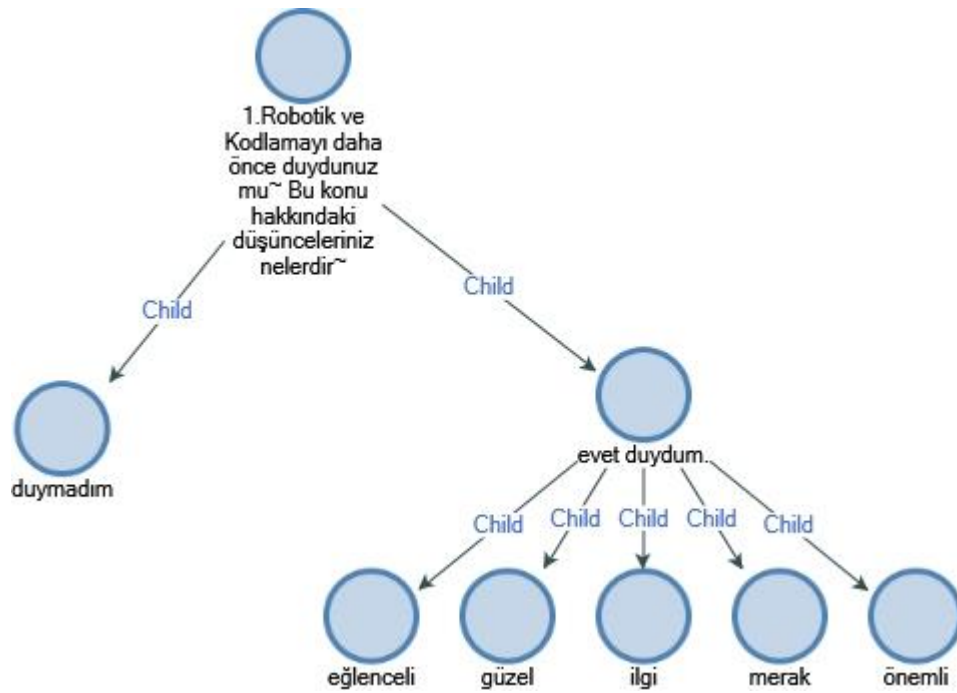 1.Robotik ve
Kodlamayı daha
önce duydunuz
mu~ Bu konu
hakkındaki
düşünceleriniz
nelerdir~
Child
Child
duymadım
evet duydum.
Child
Child
Child
Child
Child
eğlenceli
güzel
ilgi
merak
önemli